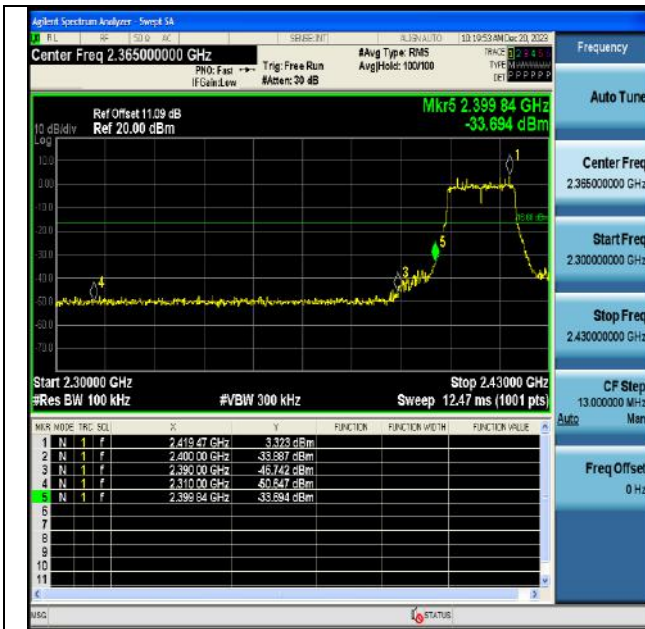 Agilent Spectrum Analyzer - Swept SA
RL RF 50 Ω AC SENSE:INT ALIGNAUTO 10:19:53 AM Dec 20, 2023
Center Freq 2.365000000 GHz
PNO: Fast Trig: Free Run
IFGain:Low #Atten: 30 dB
#Avg Type: RMS
Avg|Hold: 100/100
TRACE 1 2 3 4 5 6
TYPE M
DET P P P P P P
Ref Offset 11.09 dB
Ref 20.00 dBm
10 dB/div
Log
Mkr5 2.399 84 GHz
-33.694 dBm
10.0
0.00
-10.0
-20.0
-30.0
-40.0
-50.0
-60.0
-70.0
1
5
3
4
Start 2.30000 GHz
Stop 2.43000 GHz
#Res BW 100 kHz
#VBW 300 kHz
Sweep 12.47 ms (1001 pts)
MKR MODE TRC SCL X Y FUNCTION FUNCTION WIDTH FUNCTION VALUE
1 N 1 f 2.419 47 GHz 3.323 dBm
2 N 1 f 2.400 00 GHz -33.887 dBm
3 N 1 f 2.390 00 GHz -46.742 dBm
4 N 1 f 2.310 00 GHz -50.647 dBm
5 N 1 f 2.399 84 GHz -33.694 dBm
6
7
8
9
10
11
MSG
STATUS
Frequency
Auto Tune
Center Freq
2.365000000 GHz
Start Freq
2.300000000 GHz
Stop Freq
2.430000000 GHz
CF Step
13.000000 MHz
Auto Man
Freq Offset
0 Hz